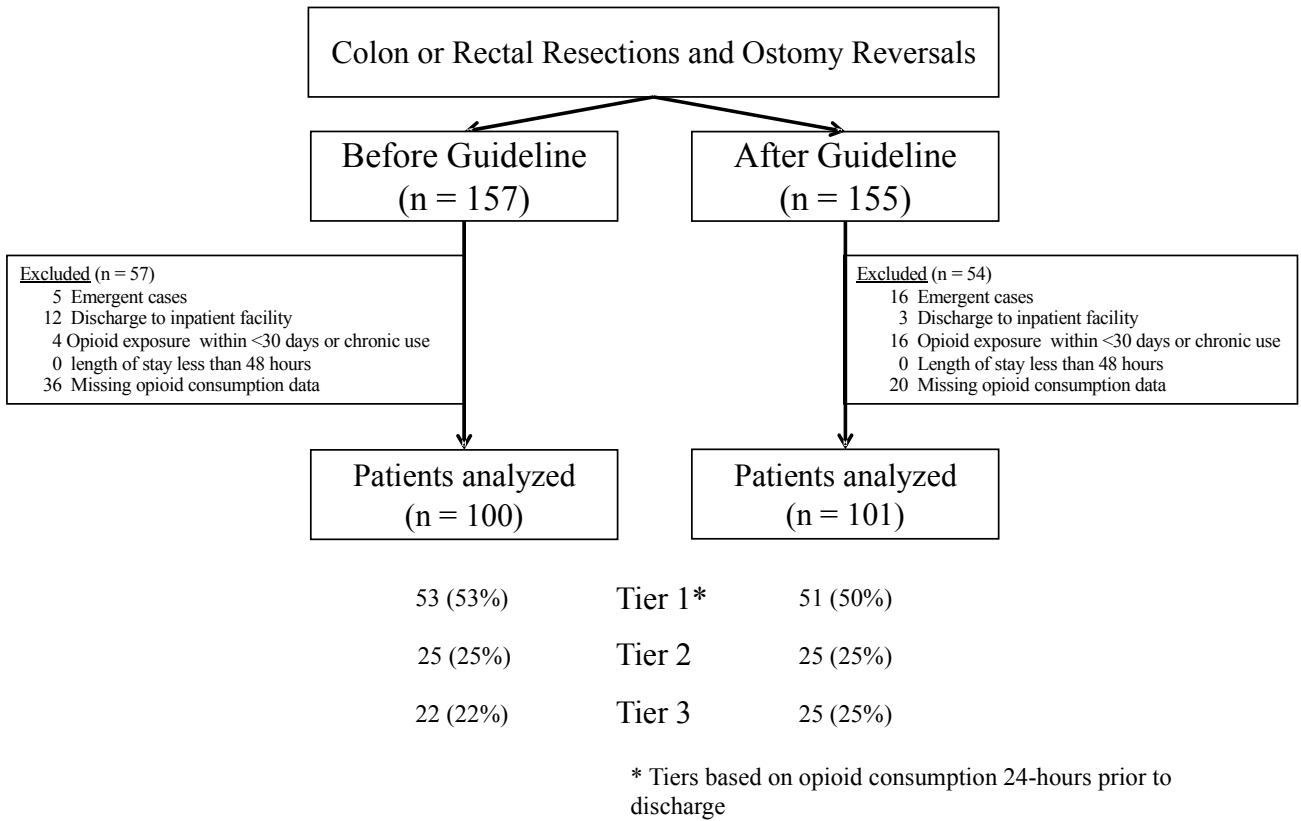 Colon or Rectal Resections and Ostomy Reversals
Before Guideline
(n = 157)
After Guideline
(n = 155)
Excluded (n = 57)
5 Emergent cases
12 Discharge to inpatient facility
4 Opioid exposure within <30 days or chronic use
0 length of stay less than 48 hours
36 Missing opioid consumption data
Excluded (n = 54)
16 Emergent cases
3 Discharge to inpatient facility
16 Opioid exposure within <30 days or chronic use
0 Length of stay less than 48 hours
20 Missing opioid consumption data
Patients analyzed
(n = 100)
Patients analyzed
(n = 101)
53 (53%) Tier 1* 51 (50%)
25 (25%) Tier 2 25 (25%)
22 (22%) Tier 3 25 (25%)
* Tiers based on opioid consumption 24-hours prior to
discharge